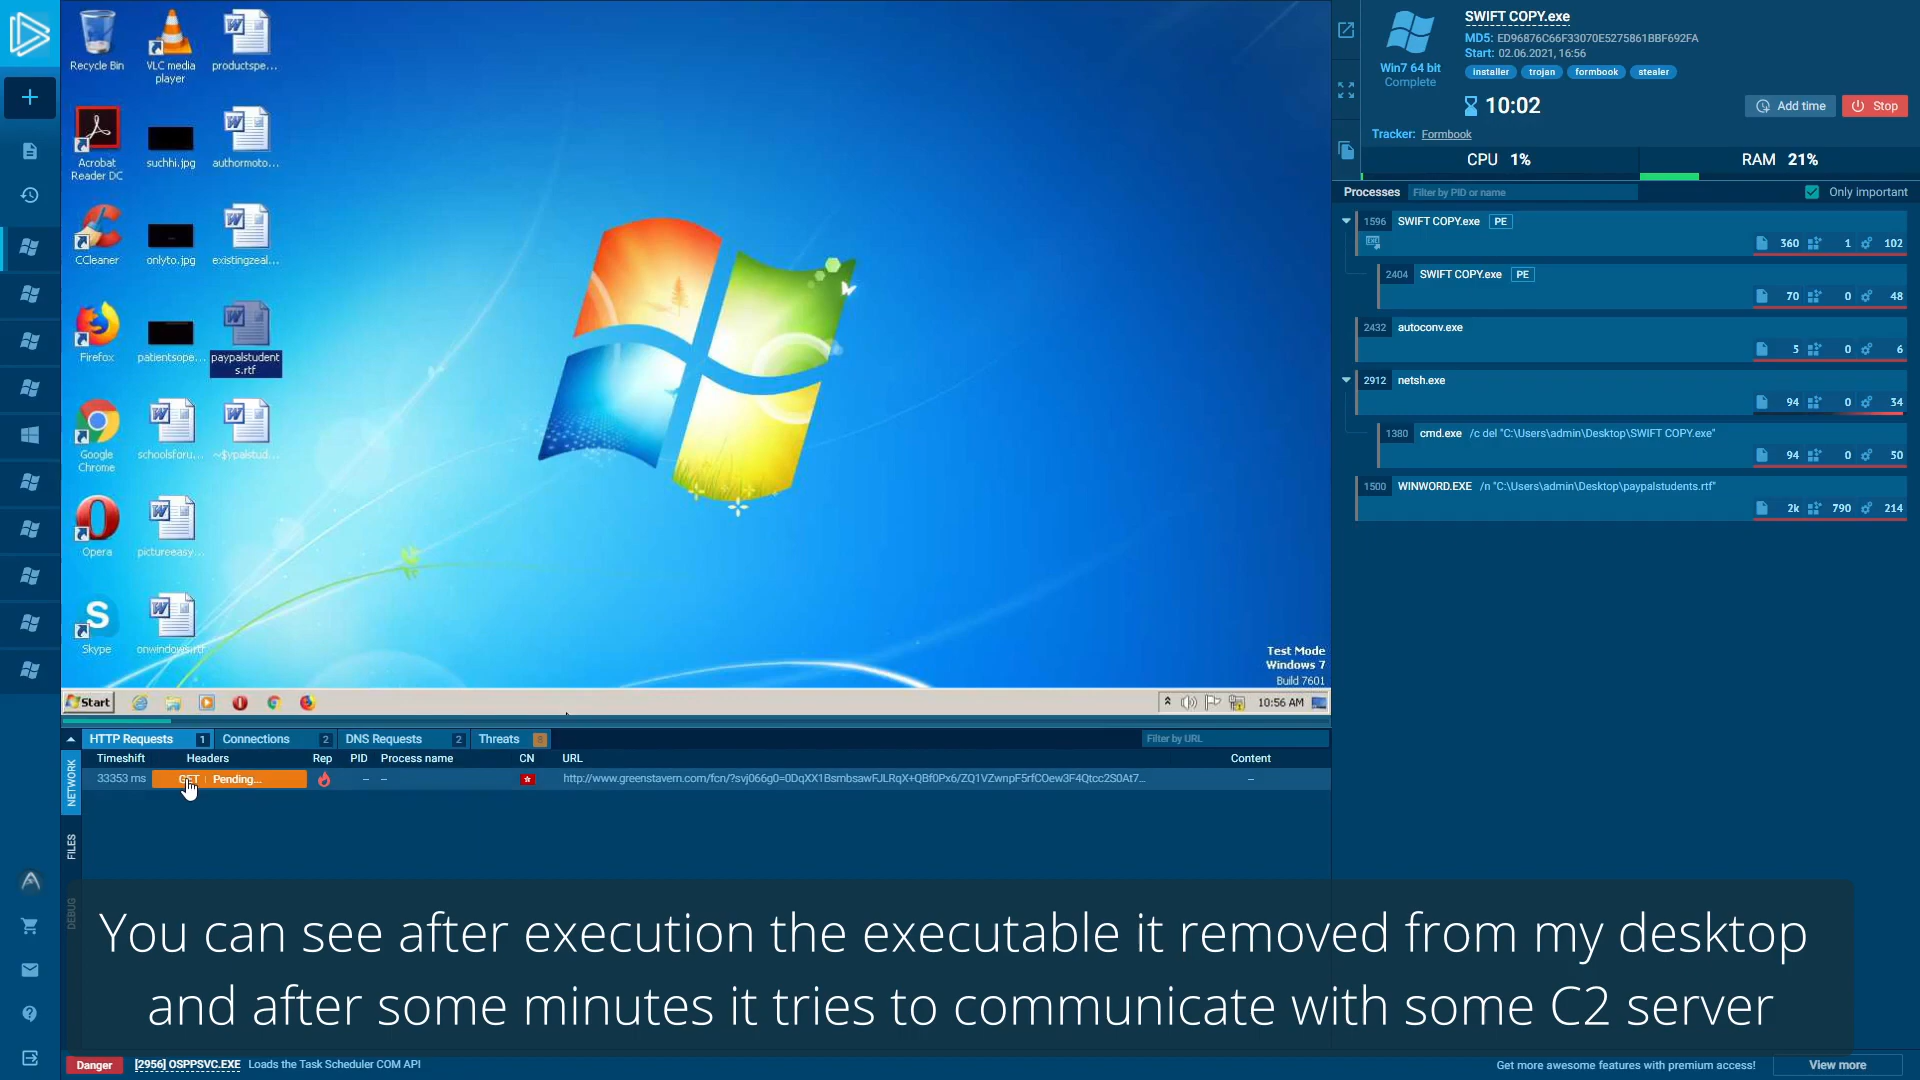 Recycle Bin
VLC media player
productspe...
Acrobat Reader DC
suchhi.jpg
authormoto...
CCleaner
onlyto.jpg
existingzeal...
Firefox
patientsope...
paypalstudents.rtf
Google Chrome
schoolsforu...
~$ypalstud...
Opera
pictureeasy...
Skype
onwindows.rtf
Test Mode
Windows 7
Build 7601
Start
10:56 AM
SWIFT COPY.exe
MD5: ED96876C66F33070E5275861BBF692FA
Start: 02.06.2021, 16:56
Win7 64 bit
Complete
installer trojan formbook stealer
10:02
Add time
Stop
Tracker: Formbook
CPU 1%
RAM 21%
Processes
Filter by PID or name
Only important
1596 SWIFT COPY.exe PE
360 1 102
2404 SWIFT COPY.exe PE
70 0 48
2432 autoconv.exe
5 0 6
2912 netsh.exe
94 0 34
1380 cmd.exe /c del "C:\Users\admin\Desktop\SWIFT COPY.exe"
94 0 50
1500 WINWORD.EXE /n "C:\Users\admin\Desktop\paypalstudents.rtf"
2k 790 214
HTTP Requests 1 Connections 2 DNS Requests 2 Threats
Filter by URL
NETWORK
FILES
DEBUG
Timeshift Headers Rep PID Process name CN URL Content
33353 ms GET Pending... – – http://www.greenstavern.com/fcn/?svj066g0=0DqXX1BsmbsawFJLRqX+QBf0Px6/ZQ1VZwnpF5rfCOew3F4Qtcc2S0At7... –
You can see after execution the executable it removed from my desktop
and after some minutes it tries to communicate with some C2 server
Danger [2956] OSPPSVC.EXE Loads the Task Scheduler COM API
Get more awesome features with premium access! View more